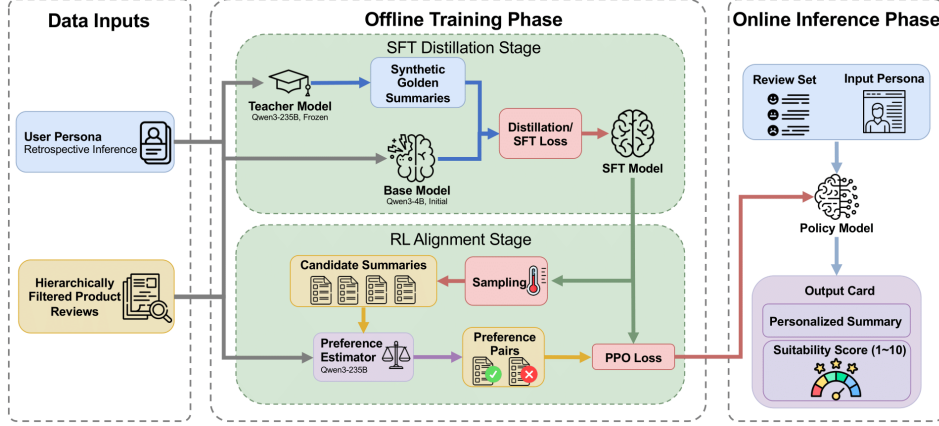 Data Inputs
User Persona
Retrospective Inference
Hierarchically
Filtered Product
Reviews
Offline Training Phase
SFT Distillation Stage
Teacher Model
Qwen3-235B, Frozen
Synthetic
Golden
Summaries
Base Model
Qwen3-4B, Initial
Distillation/
SFT Loss
SFT Model
RL Alignment Stage
Candidate Summaries
Sampling
Preference
Estimator
Qwen3-235B
Preference
Pairs
PPO Loss
Online Inference Phase
Review Set
Input Persona
Policy Model
Output Card
Personalized Summary
Suitability Score (1~10)